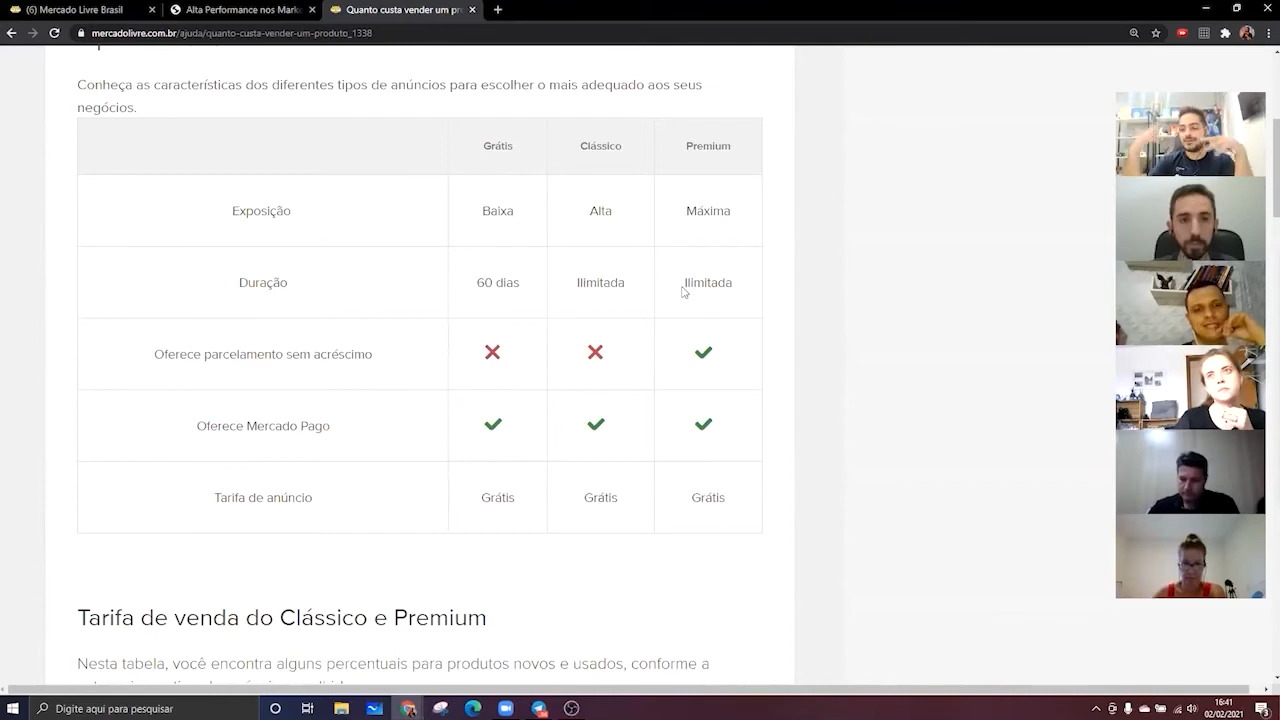 (6) Mercado Livre Brasil
Alta Performance nos Mark
Quanto custa vender um pr
mercadolivre.com.br/ajuda/quanto-custa-vender-um-produto_1338
Conheça as características dos diferentes tipos de anúncios para escolher o mais adequado aos seus
negócios.
Grátis Clássico Premium
Exposição Baixa Alta Máxima
Duração 60 dias Ilimitada Ilimitada
Oferece parcelamento sem acréscimo
Oferece Mercado Pago
Tarifa de anúncio Grátis Grátis Grátis
Tarifa de venda do Clássico e Premium
Nesta tabela, você encontra alguns percentuais para produtos novos e usados, conforme a
Digite aqui para pesquisar
16:41
02/02/2021